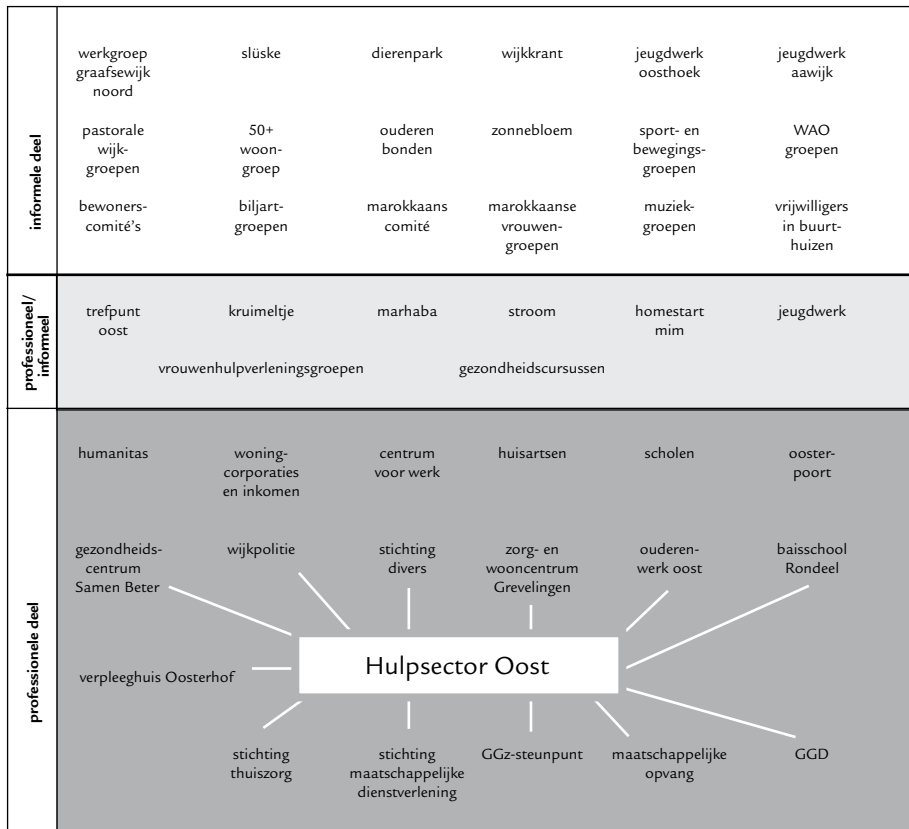 informele deel
werkgroep
graafsewijk
noord
slüske
dierenpark
wijkkrant
jeugdwerk
oosthoek
jeugdwerk
aawijk
pastorale
wijk-
groepen
50+
woon-
groep
ouderen
bonden
zonnebloem
sport- en
bewegings-
groepen
WAO
groepen
bewoners-
comité's
biljart-
groepen
marokkaans
comité
marokkaanse
vrouwen-
groepen
muziek-
groepen
vrijwilligers
in buurt-
huizen
professioneel/
informeel
trefpunt
oost
kruimeltje
marhaba
stroom
homestart
mim
jeugdwerk
vrouwenhulpverleningsgroepen
gezondheidscursussen
professionele deel
humanitas
woning-
corporaties
en inkomen
centrum
voor werk
huisartsen
scholen
ooster-
poort
gezondheids-
centrum
Samen Beter
wijkpolitie
stichting
divers
zorg- en
wooncentrum
Grevelingen
ouderen-
werk oost
baisschool
Rondeel
Hulpsector Oost
verpleeghuis Oosterhof
stichting
thuiszorg
stichting
maatschappelijke
dienstverlening
GGz-steunpunt
maatschappelijke
opvang
GGD